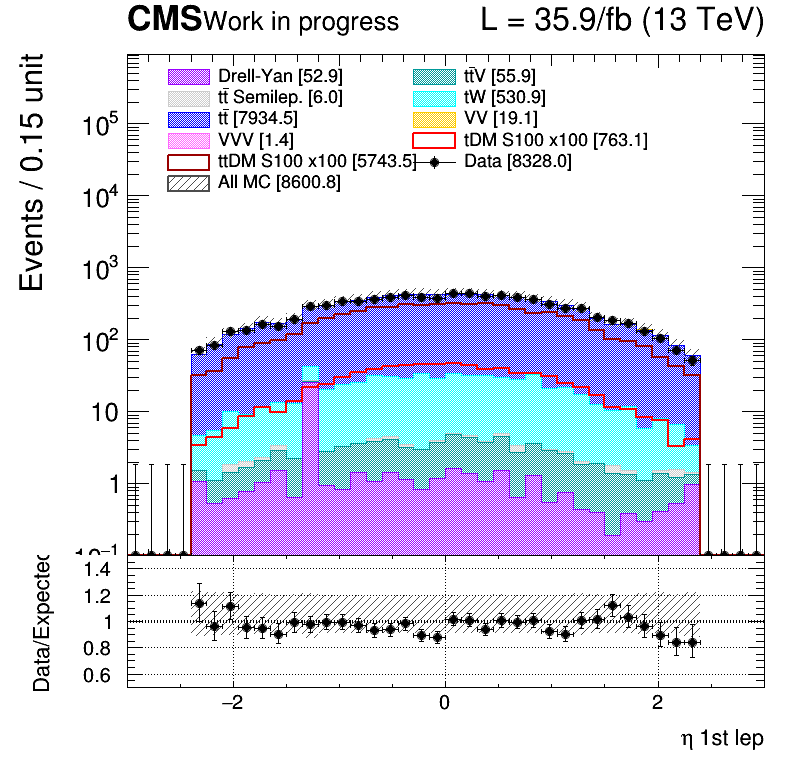 CMS Work in progress L = 35.9/fb (13 TeV)
Drell-Yan [52.9] tt̄V [55.9]
tt̄ Semilep. [6.0] tW [530.9]
tt̄ [7934.5] VV [19.1]
VVV [1.4] tDM S100 x100 [763.1]
ttDM S100 x100 [5743.5] Data [8328.0]
All MC [8600.8]
Events / 0.15 unit
10⁵
10⁴
10³
10²
10
1
10⁻¹
Data/Expected
1.4
1.2
1
0.8
0.6
−2 0 2
η 1st lep